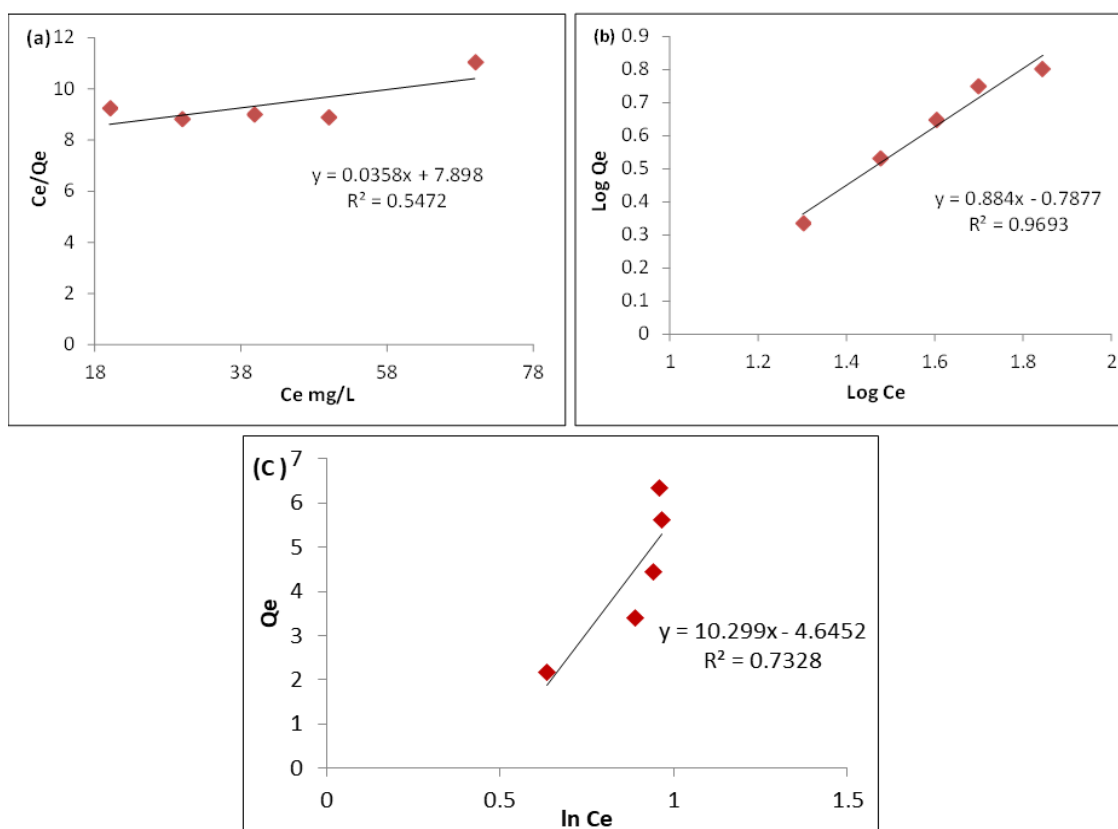 (a)
12
10
8
6
4
2
0
Ce/Qe
y = 0.0358x + 7.898
R² = 0.5472
18 38 58 78
Ce mg/L
(b)
0.9
0.8
0.7
0.6
0.5
0.4
0.3
0.2
0.1
0
Log Qe
y = 0.884x - 0.7877
R² = 0.9693
1 1.2 1.4 1.6 1.8 2
Log Ce
(C )
7
6
5
4
3
2
1
0
Qe
y = 10.299x - 4.6452
R² = 0.7328
0 0.5 1 1.5
ln Ce